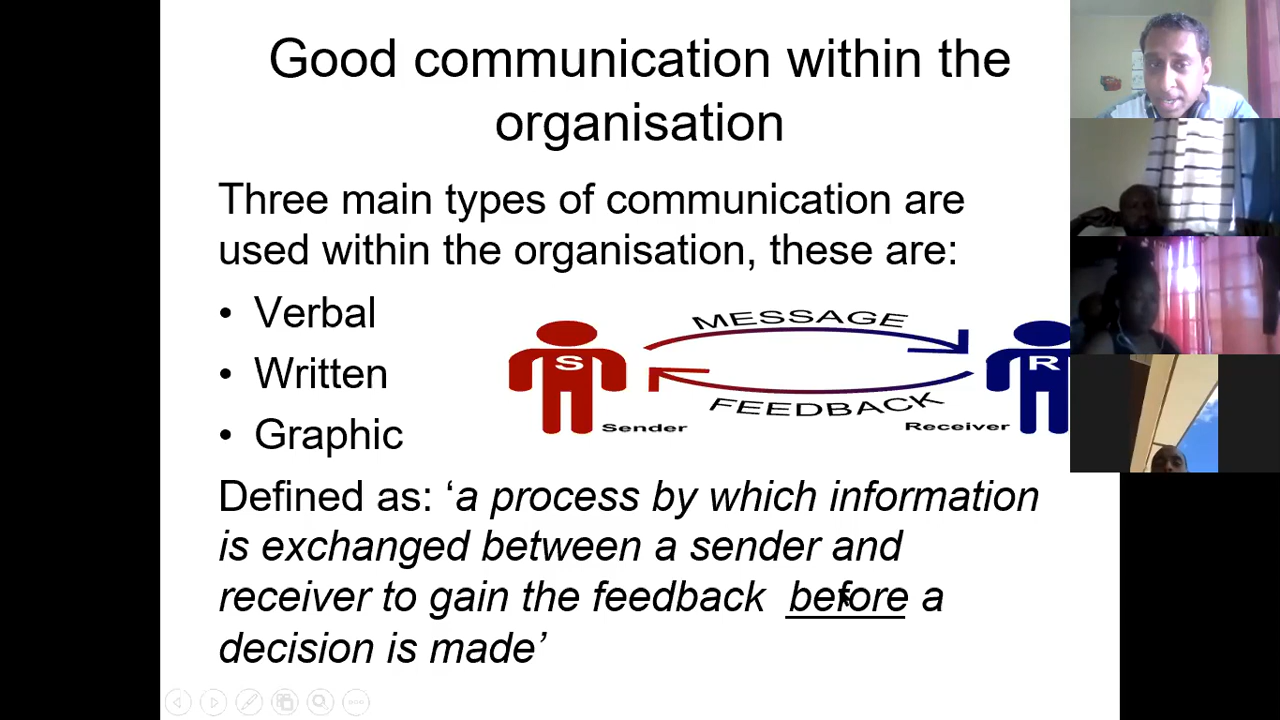 Good communication within the
organisation
Three main types of communication are
used within the organisation, these are:
• Verbal
• Written
• Graphic
MESSAGE
S
R
FEEDBACK
Sender
Receiver
Defined as: ‘a process by which information
is exchanged between a sender and
receiver to gain the feedback before a
decision is made’